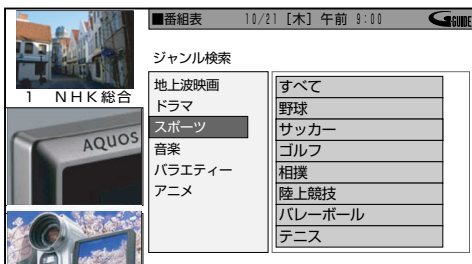 ■番組表 10/21 [木] 午前 9:00 GGUIDE
ジャンル検索
1 NHK総合
AQUOS
地上波映画
ドラマ
スポーツ
音楽
バラエティー
アニメ
すべて
野球
サッカー
ゴルフ
相撲
陸上競技
バレーボール
テニス